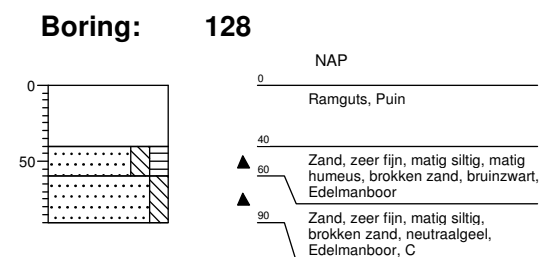 Boring: 128
NAP
0
0
Ramguts, Puin
40
50
Zand, zeer fijn, matig siltig, matig
humeus, brokken zand, bruinzwart,
Edelmanboor
60
Zand, zeer fijn, matig siltig,
brokken zand, neutraalgeel,
Edelmanboor, C
90